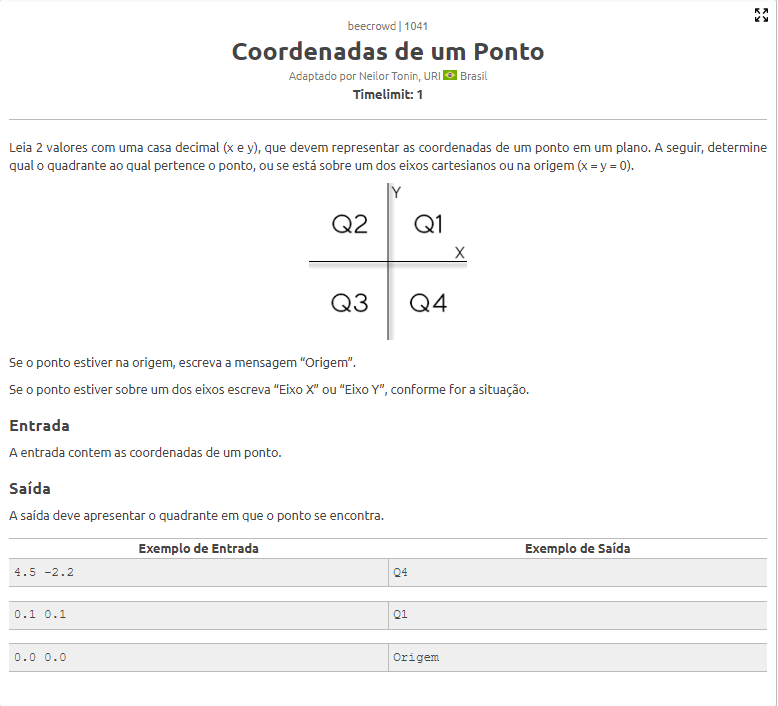 beecrowd | 1041
Coordenadas de um Ponto
Adaptado por Neilor Tonin, URI Brasil
Timelimit: 1
Leia 2 valores com uma casa decimal (x e y), que devem representar as coordenadas de um ponto em um plano. A seguir, determine
qual o quadrante ao qual pertence o ponto, ou se está sobre um dos eixos cartesianos ou na origem (x = y = 0).
Y
Q2 Q1
X
Q3 Q4
Se o ponto estiver na origem, escreva a mensagem “Origem”.
Se o ponto estiver sobre um dos eixos escreva “Eixo X” ou “Eixo Y”, conforme for a situação.
Entrada
A entrada contem as coordenadas de um ponto.
Saída
A saída deve apresentar o quadrante em que o ponto se encontra.
Exemplo de Entrada Exemplo de Saída
4.5 -2.2 Q4
0.1 0.1 Q1
0.0 0.0 Origem